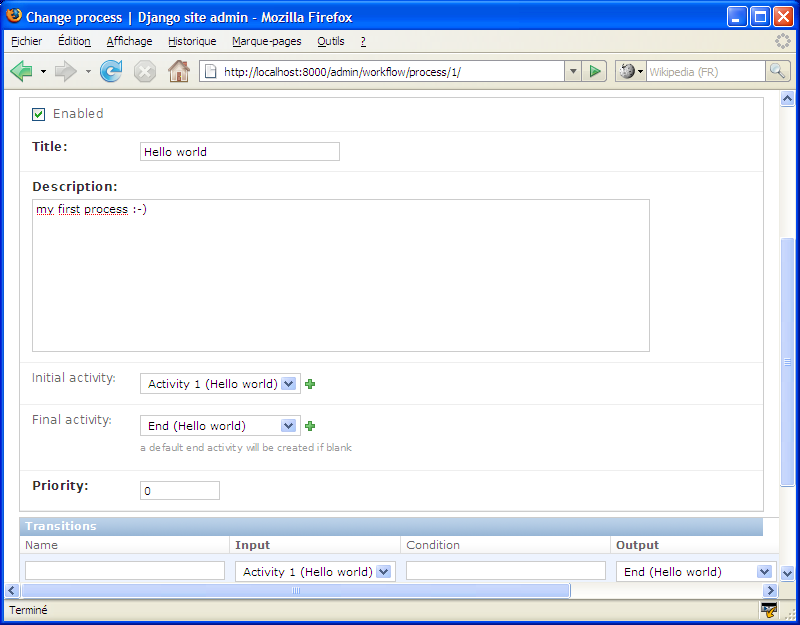 Change process | Django site admin - Mozilla Firefox
Fichier Édition Affichage Historique Marque-pages Outils ?
http://localhost:8000/admin/workflow/process/1/ Wikipedia (FR)
Enabled
Title: Hello world
Description:
my first process :-)
Initial activity: Activity 1 (Hello world)
Final activity: End (Hello world)
a default end activity will be created if blank
Priority: 0
Transitions
Name Input Condition Output
Activity 1 (Hello world) End (Hello world)
Terminé